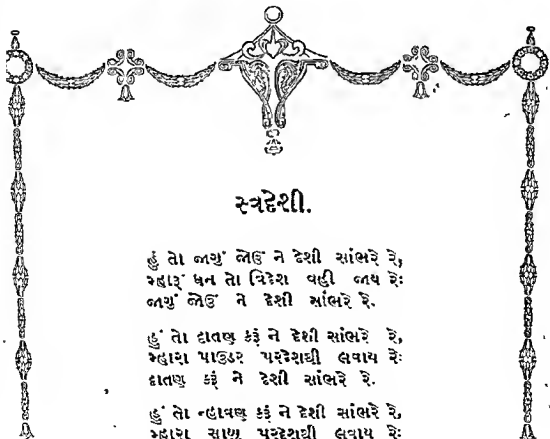 સ્વદેશી.
હું તો જાગું જોઉં ને દેશી સાંભરે રે,
મ્હારૂં ધન તો વિદેશ વહી જાય રેઃ
જાગું જોઉં ને દેશી સાંભરે રે.
હું તો દાતણ કરૂં ને દેશી સાંભરે રે,
મ્હારા પાઉડર પરદેશથી લવાય રેઃ
દાતણ કરૂં ને દેશી સાંભરે રે.
હું તો ન્હાવણ કરૂં ને દેશી સાંભરે રે,
મ્હારા સાબુ પરદેશથી લવાય રેઃ